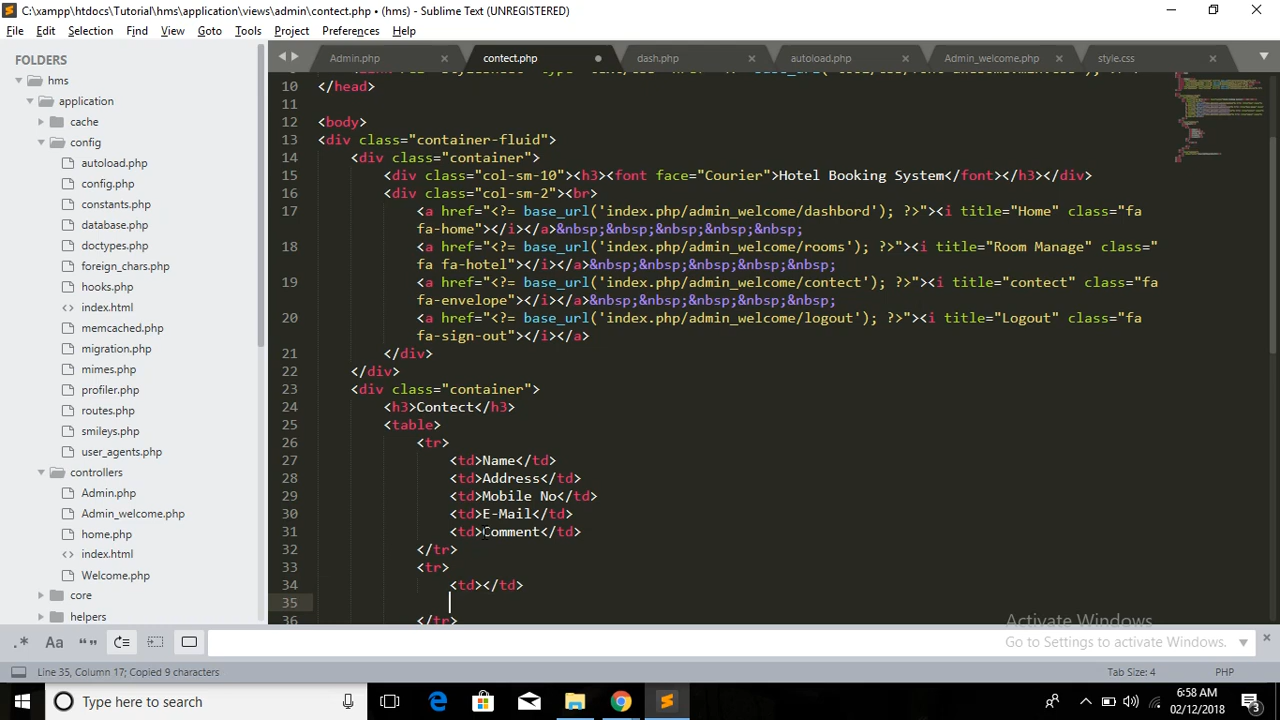 C:\xampp\htdocs\Tutorial\hms\application\views\admin\contect.php • (hms) - Sublime Text (UNREGISTERED)
File Edit Selection Find View Goto Tools Project Preferences Help
FOLDERS
hms
application
cache
config
autoload.php
config.php
constants.php
database.php
doctypes.php
foreign_chars.php
hooks.php
index.html
memcached.php
migration.php
mimes.php
profiler.php
routes.php
smileys.php
user_agents.php
controllers
Admin.php
Admin_welcome.php
home.php
index.html
Welcome.php
core
helpers
Admin.php contect.php dash.php autoload.php Admin_welcome.php style.css
10 </head>
11
12 <body>
13 <div class="container-fluid">
14 <div class="container">
15 <div class="col-sm-10"><h3><font face="Courier">Hotel Booking System</font></h3></div>
16 <div class="col-sm-2"><br>
17 <a href="<?= base_url('index.php/admin_welcome/dashbord'); ?>"><i title="Home" class="fa
fa-home"></i></a>&nbsp;&nbsp;&nbsp;&nbsp;&nbsp;
18 <a href="<?= base_url('index.php/admin_welcome/rooms'); ?>"><i title="Room Manage" class="
fa fa-hotel"></i></a>&nbsp;&nbsp;&nbsp;&nbsp;&nbsp;
19 <a href="<?= base_url('index.php/admin_welcome/contect'); ?>"><i title="contect" class="fa
fa-envelope"></i></a>&nbsp;&nbsp;&nbsp;&nbsp;&nbsp;
20 <a href="<?= base_url('index.php/admin_welcome/logout'); ?>"><i title="Logout" class="fa
fa-sign-out"></i></a>
21 </div>
22 </div>
23 <div class="container">
24 <h3>Contect</h3>
25 <table>
26 <tr>
27 <td>Name</td>
28 <td>Address</td>
29 <td>Mobile No</td>
30 <td>E-Mail</td>
31 <td>Comment</td>
32 </tr>
33 <tr>
34 <td></td>
35
36 </tr>
Activate Windows
Go to Settings to activate Windows.
.* Aa “”
Line 35, Column 17; Copied 9 characters
Tab Size: 4 PHP
Type here to search
6:58 AM
02/12/2018
3